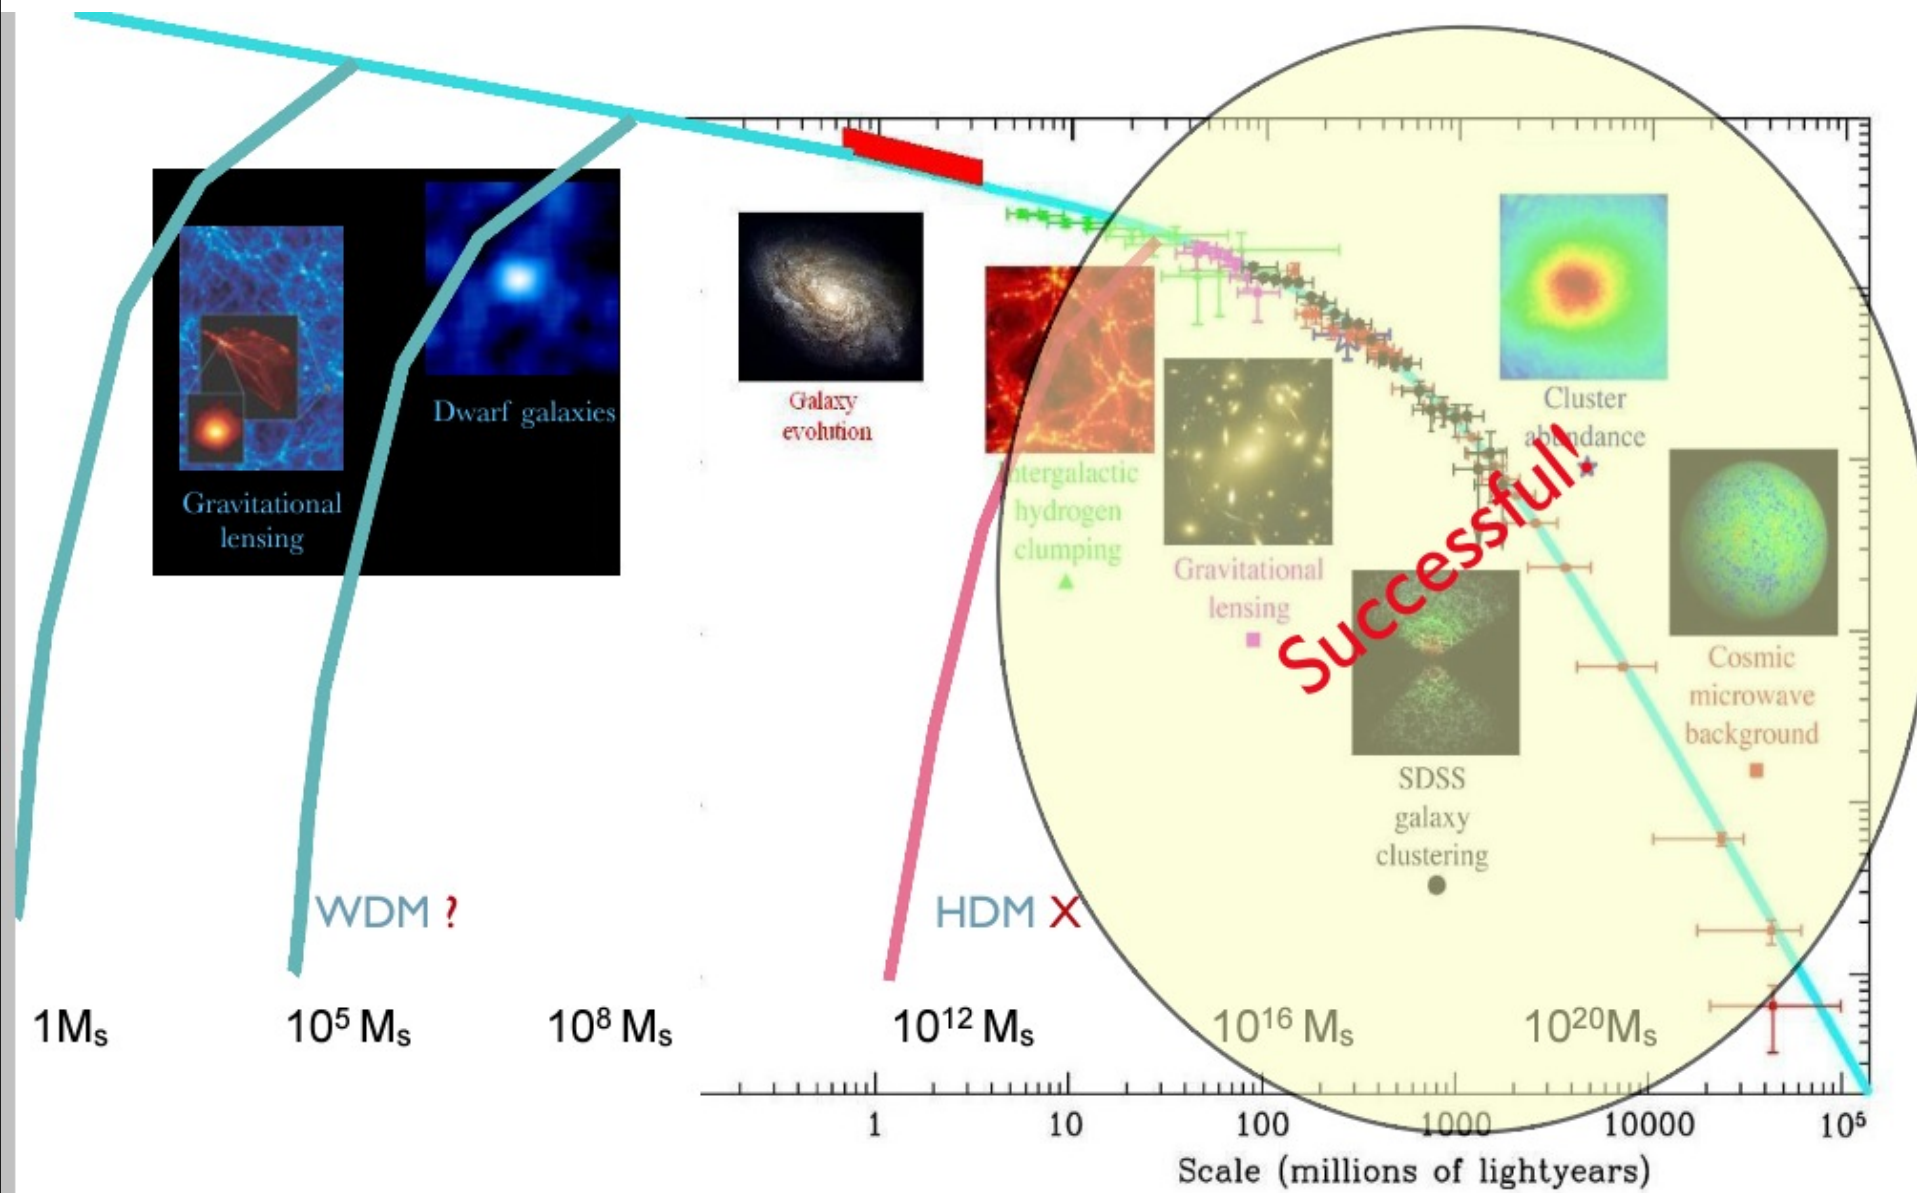 Gravitational
lensing
Dwarf galaxies
Galaxy
evolution
ntergalactic
hydrogen
clumping
Gravitational
lensing
Cluster
abundance
Successful!
SDSS
galaxy
clustering
Cosmic
microwave
background
WDM ?
HDM X
1Ms
10⁵ Ms
10⁸ Ms
10¹² Ms
10¹⁶ Ms
10²⁰Ms
1
10
100
1000
10000
10⁵
Scale (millions of lightyears)